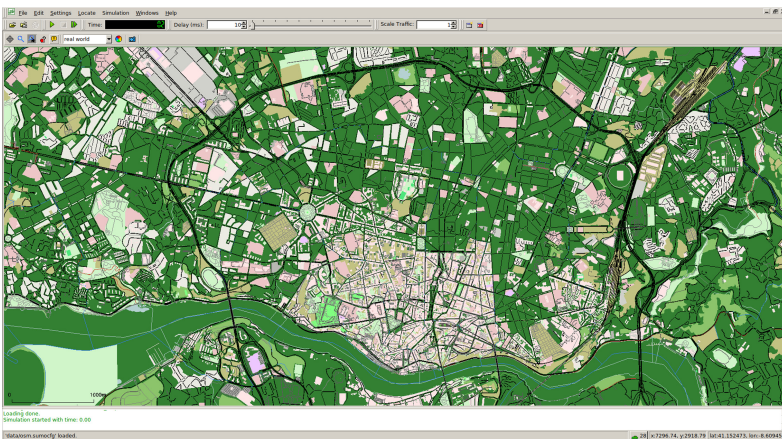 File Edit Settings Locate Simulation Windows Help
Time: Delay (ms): 10 Scale Traffic: 1
real world
0 1000m
Loading done.
Simulation started with time: 0.00
'data/osm.sumocfg' loaded.
28 x:7296.74, y:2918.79 lat:41.152473, lon:-8.60945